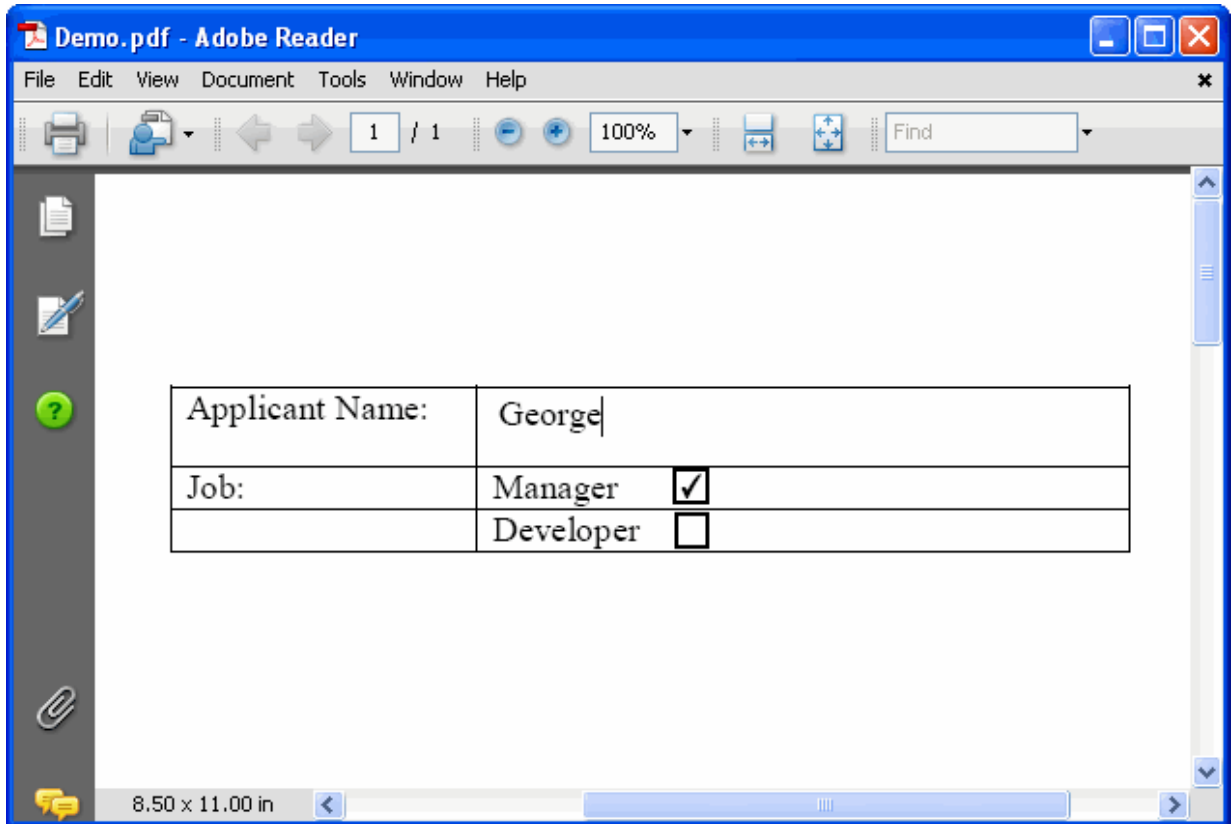 Demo.pdf - Adobe Reader
File Edit View Document Tools Window Help
1 / 1 100% Find
Applicant Name: George
Job: Manager
Developer
8.50 x 11.00 in